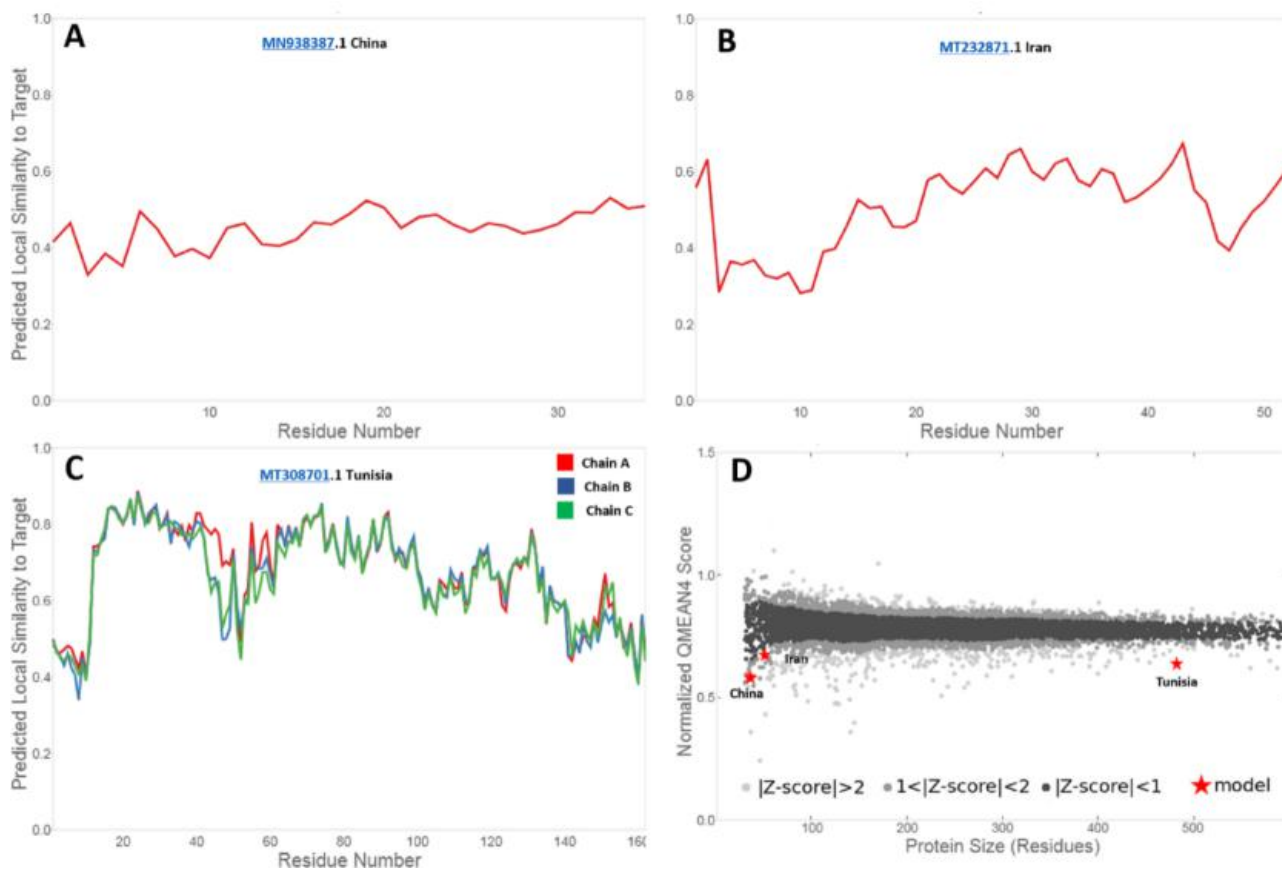 A
MN938387.1 China
Predicted Local Similarity to Target
1.0
0.8
0.6
0.4
0.2
0.0
10
20
30
Residue Number
B
MT232871.1 Iran
1.0
0.8
0.6
0.4
0.2
0.0
10
20
30
40
50
Residue Number
C
MT308701.1 Tunisia
Chain A
Chain B
Chain C
Predicted Local Similarity to Target
1.0
0.8
0.6
0.4
0.2
0.0
20
40
60
80
100
120
140
160
Residue Number
D
Normalized QMEAN4 Score
1.5
1.0
0.5
0.0
Iran
China
Tunisia
|Z-score|>2
1<|Z-score|<2
|Z-score|<1
model
100
200
300
400
500
Protein Size (Residues)